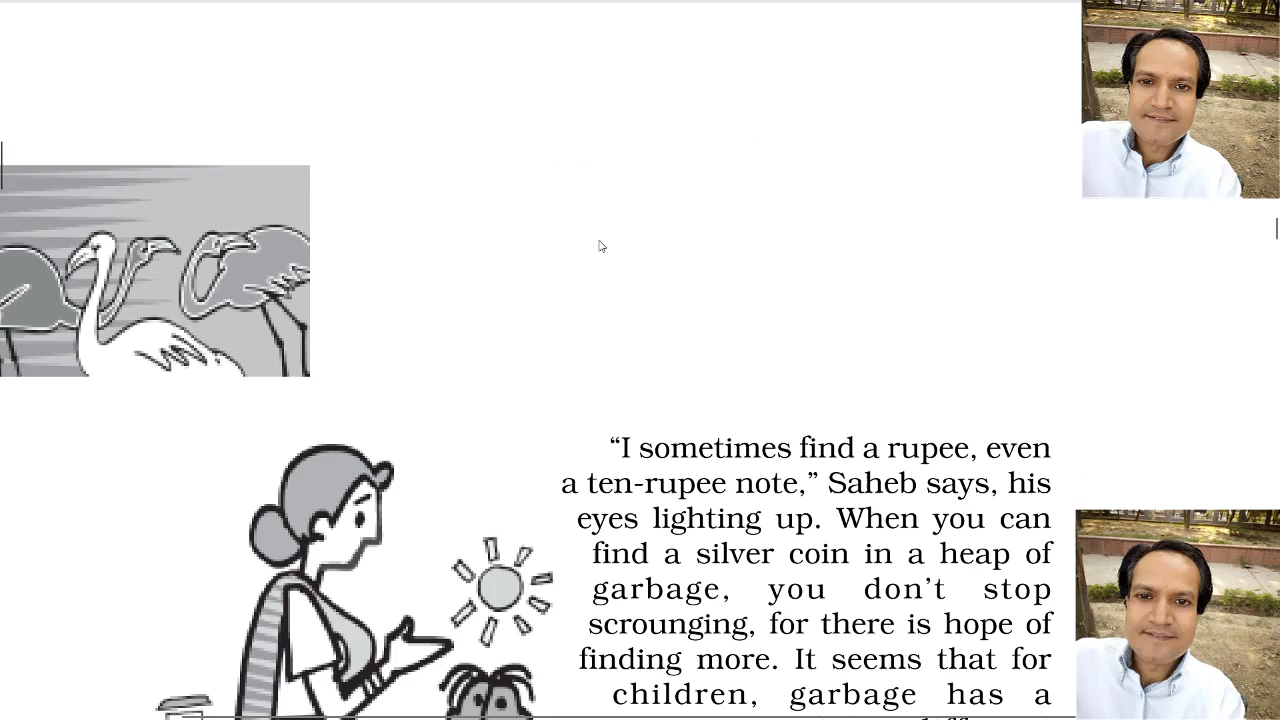 “I sometimes find a rupee, even
a ten-rupee note,” Saheb says, his
eyes lighting up. When you can
find a silver coin in a heap of
garbage, you don’t stop
scrounging, for there is hope of
finding more. It seems that for
children, garbage has a